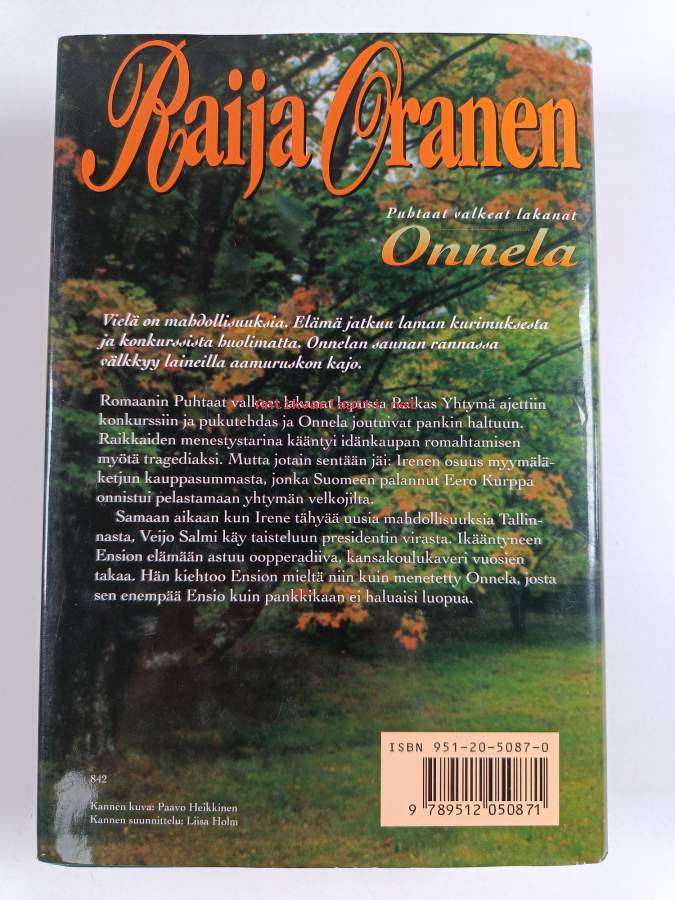 Raija Oranen
Puhtaat valkeat lakanat
Onnela
Vielä on mahdollisuuksia. Elämä jatkuu laman kurimuksesta
ja konkurssista huolimatta. Onnelan saunan rannassa
välkkyy laineilla aamuruskon kajo.
Romaanin Puhtaat valkeat lakanat lopussa Raikas Yhtymä ajettiin
konkurssiin ja pukutehdas ja Onnela joutuivat pankin haltuun.
Raikkaiden menestystarina kääntyi idänkaupan romahtamisen
myötä tragediaksi. Mutta jotain sentään jäi: Irenen osuus myymälä-
ketjun kauppasummasta, jonka Suomeen palannut Eero Kurppa
onnistui pelastamaan yhtymän velkojilta.
Samaan aikaan kun Irene tähyää uusia mahdollisuuksia Tallin-
nasta, Veijo Salmi käy taisteluun presidentin virasta. Ikääntyneen
Ension elämään astuu oopperadiiva, kansakoulukaveri vuosien
takaa. Hän kiehtoo Ension mieltä niin kuin menetetty Onnela, josta
sen enempää Ensio kuin pankkikaan ei haluaisi luopua.
ISBN 951-20-5087-0
9 789512 050871
842
Kannen kuva: Paavo Heikkinen
Kannen suunnittelu: Liisa Holm